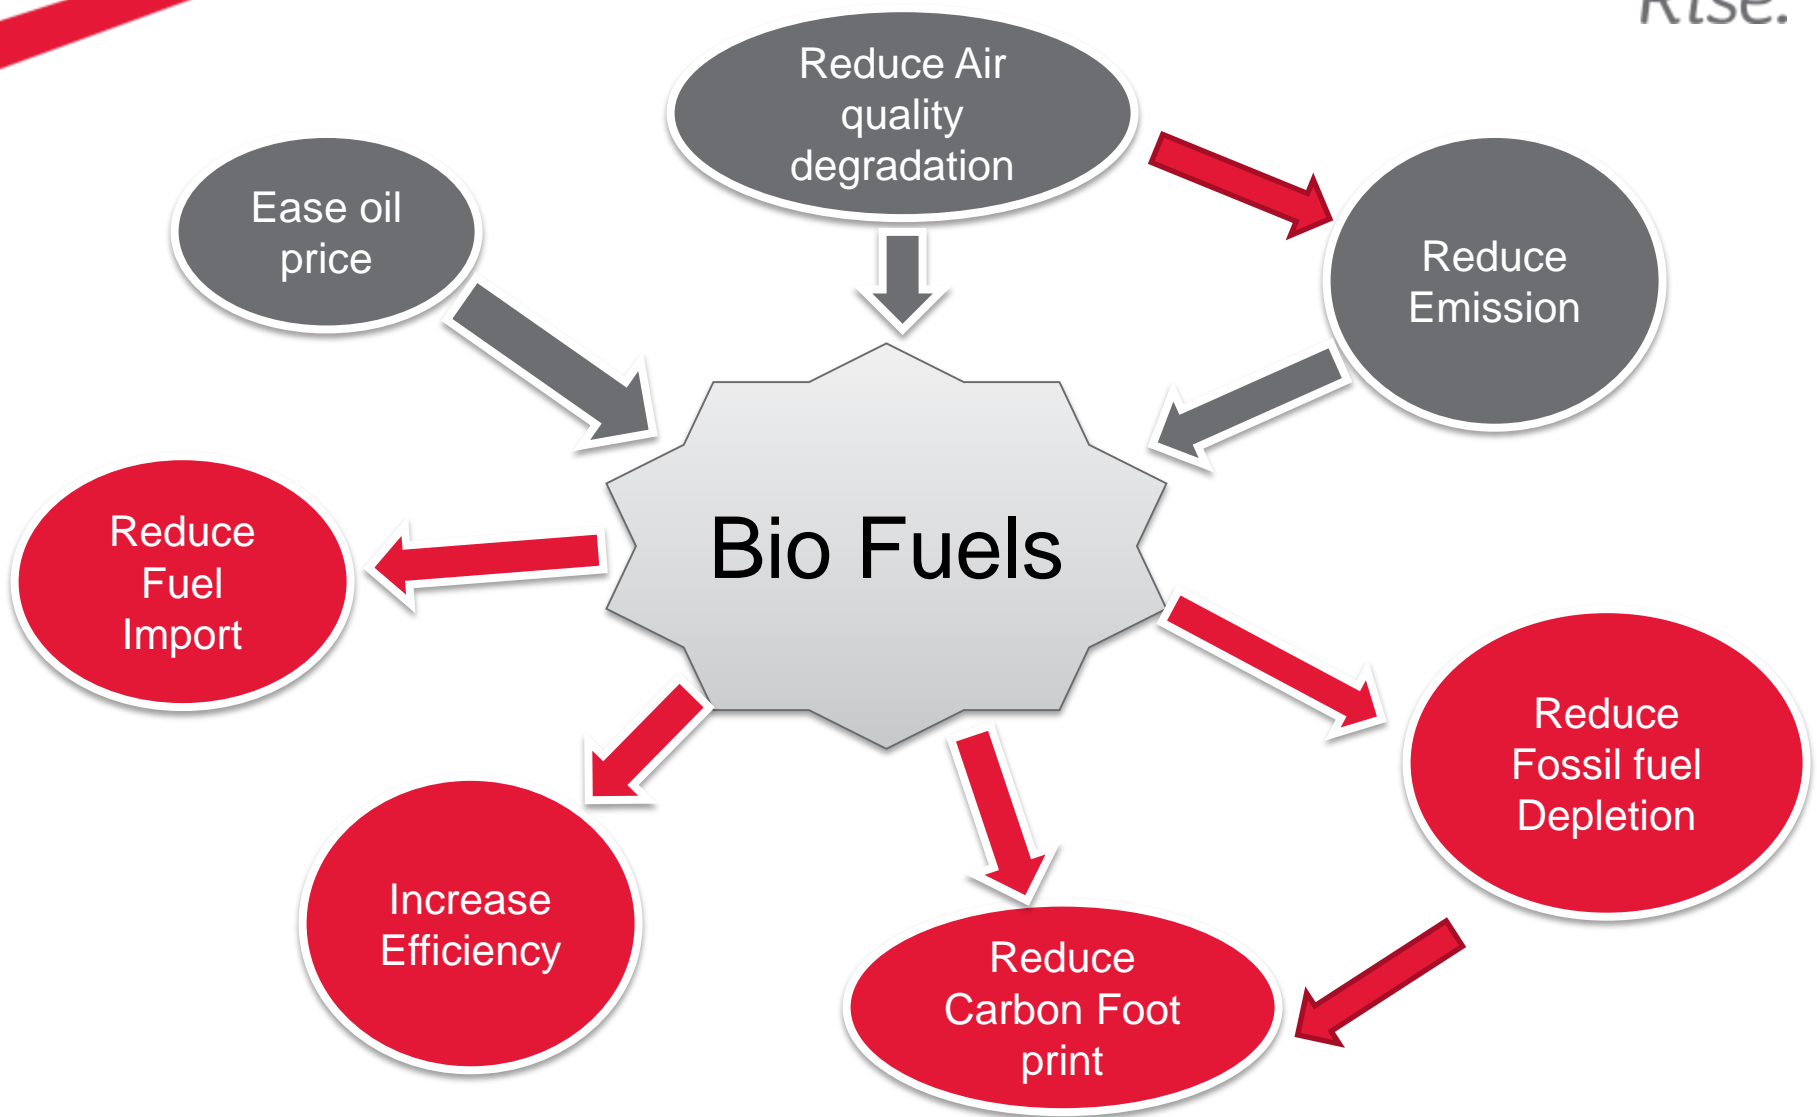 Rise.
Reduce Air
quality
degradation
Ease oil
price
Reduce
Emission
Bio Fuels
Reduce
Fuel
Import
Reduce
Fossil fuel
Depletion
Increase
Efficiency
Reduce
Carbon Foot
print